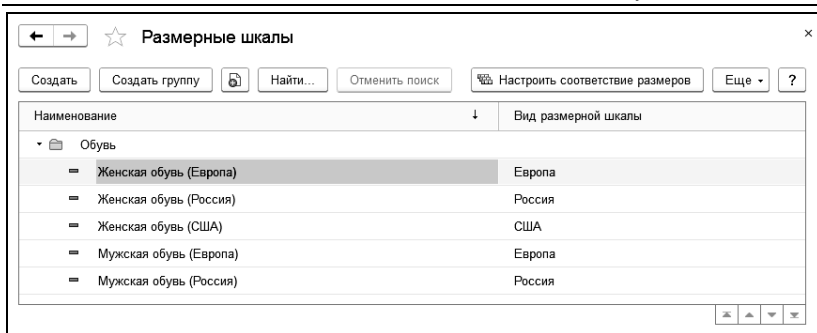 Размерные шкалы
Создать Создать группу Найти... Отменить поиск Настроить соответствие размеров Еще ?
Наименование Вид размерной шкалы
Обувь
Женская обувь (Европа) Европа
Женская обувь (Россия) Россия
Женская обувь (США) США
Мужская обувь (Европа) Европа
Мужская обувь (Россия) Россия